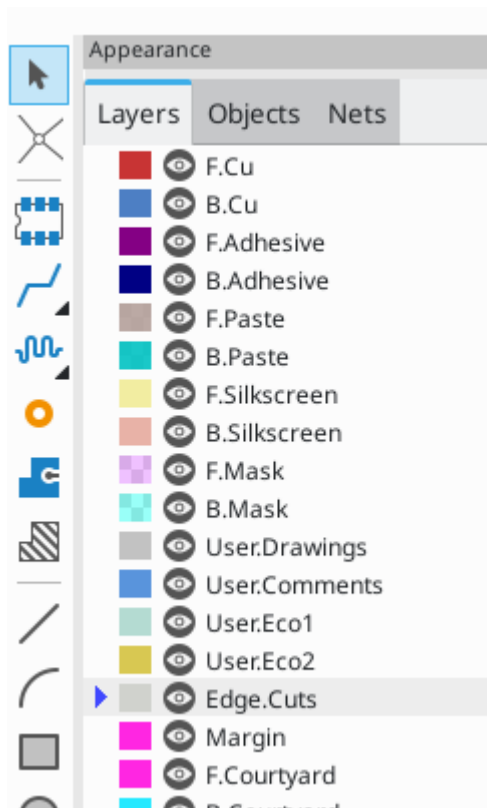 Appearance
Layers Objects Nets
F.Cu
B.Cu
F.Adhesive
B.Adhesive
F.Paste
B.Paste
F.Silkscreen
B.Silkscreen
F.Mask
B.Mask
User.Drawings
User.Comments
User.Eco1
User.Eco2
Edge.Cuts
Margin
F.Courtyard